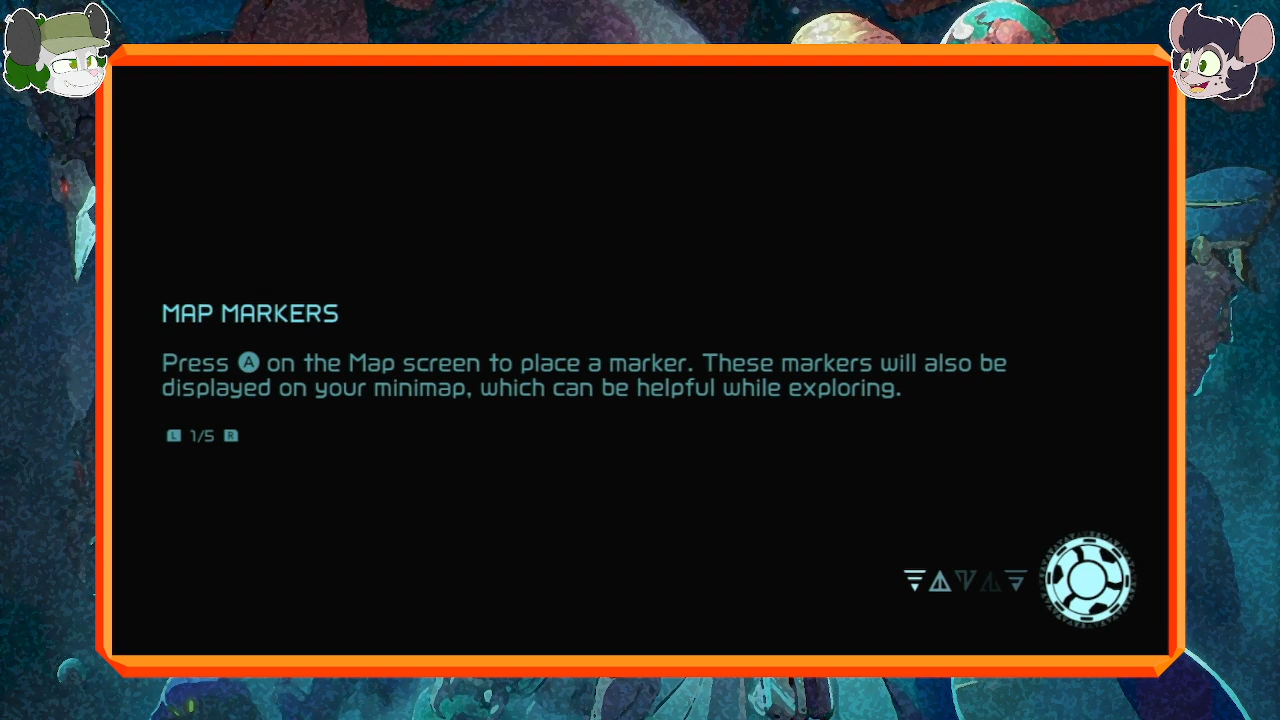 MAP MARKERS
Press A on the Map screen to place a marker. These markers will also be
displayed on your minimap, which can be helpful while exploring.
L 1/5 R